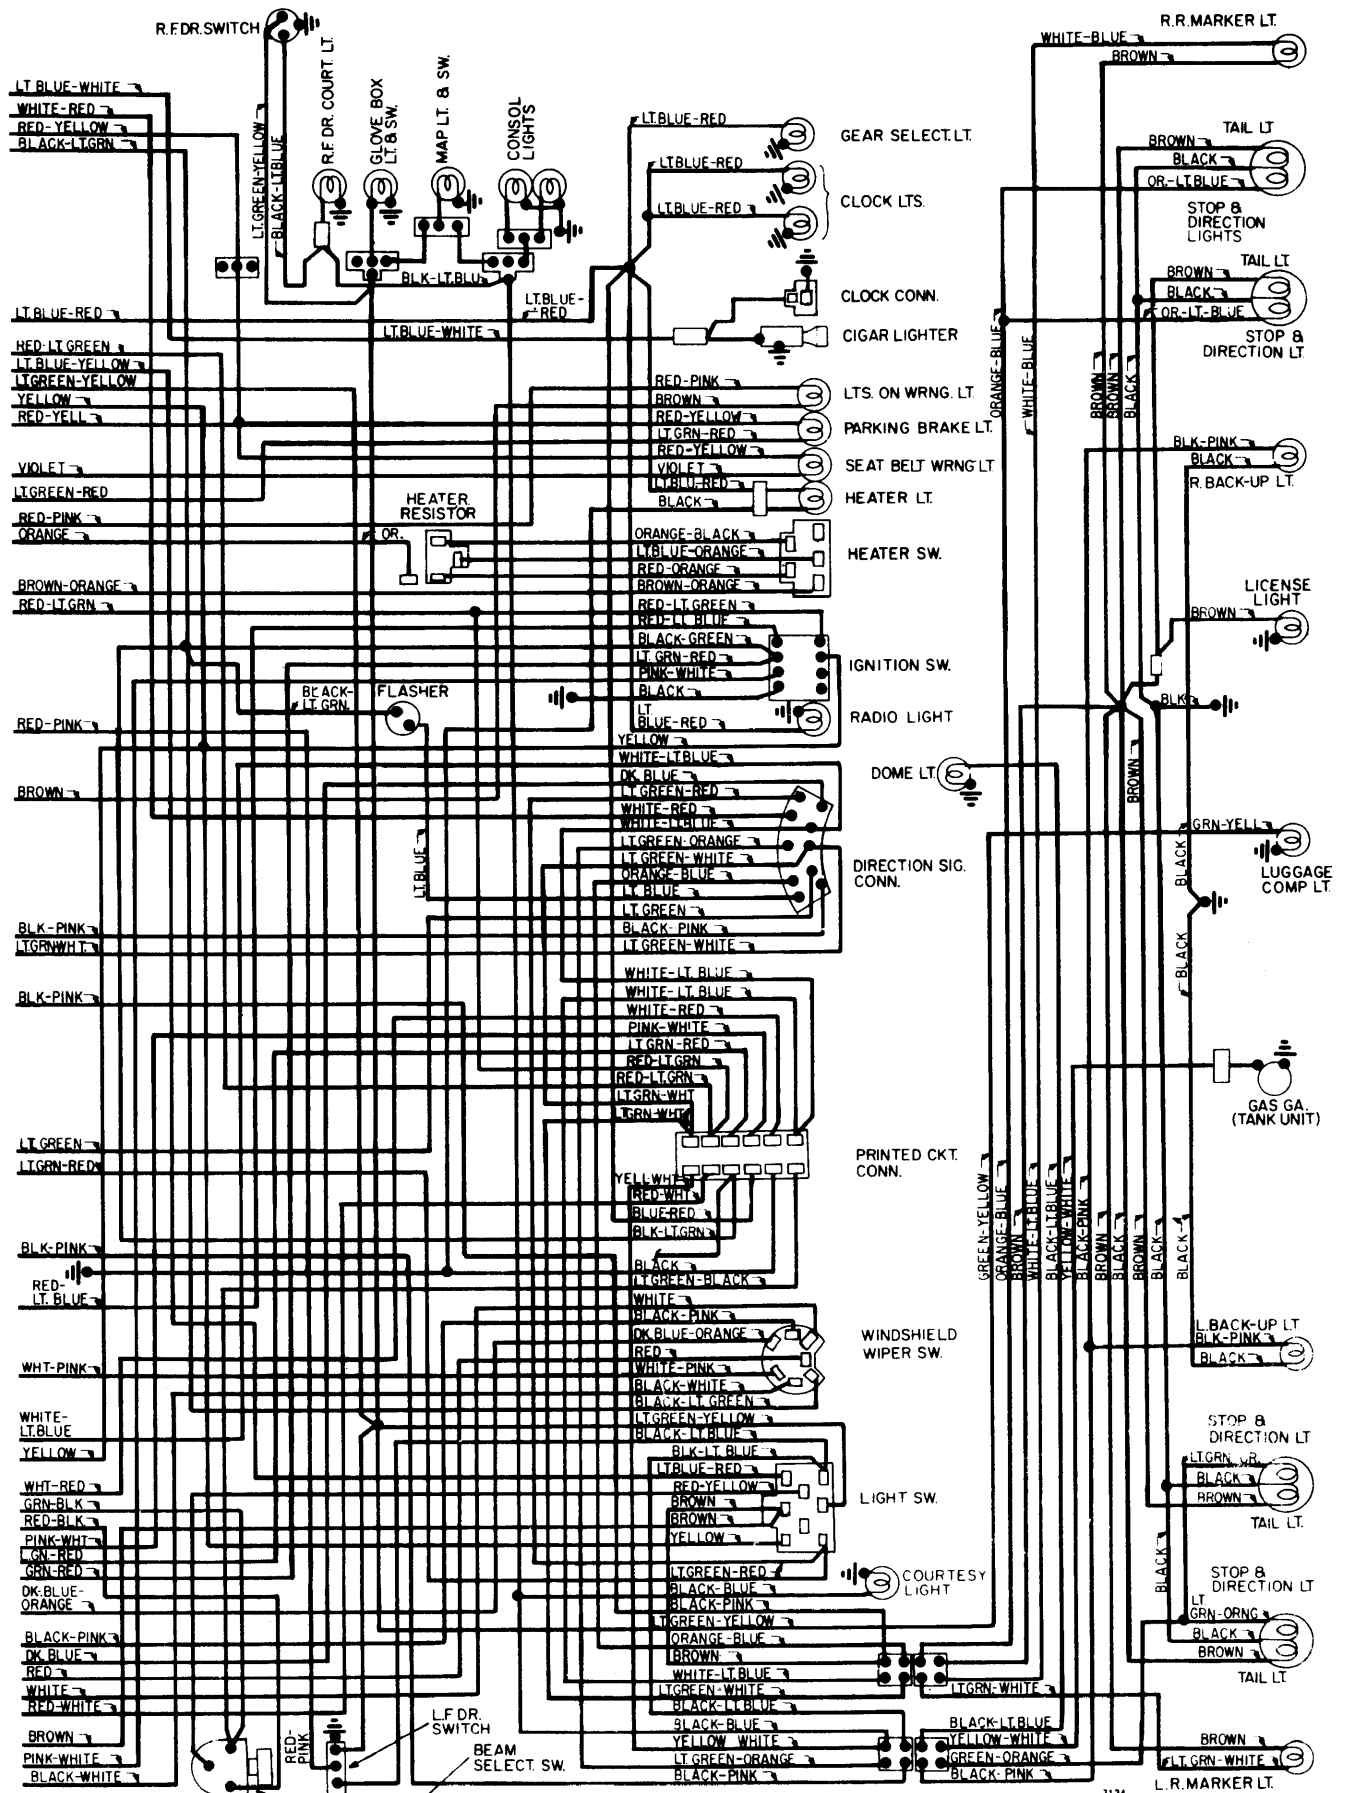 R.F.DR.SWITCH
R.F. DR. COURT. LT.
GLOVE BOX
LT & SW.
MAP LT. & SW.
CONSOL
LIGHTS
LT BLUE-WHITE
WHITE-RED
RED-YELLOW
BLACK-LT.GRN
LT.GREEN-YELLOW
BLACK-LT.BLUE
BLK-LT.BLU
LT.BLUE-
RED
LT.BLUE-RED
LT.BLUE-WHITE
RED-LT GREEN
LT. BLUE-YELLOW
LTGREEN-YELLOW
YELLOW
RED-YELL
VIOLET
LT.GREEN-RED
RED-PINK
ORANGE
OR.
HEATER.
RESISTOR
BROWN-ORANGE
RED-LT.GRN.
BLACK-
LT. GRN.
FLASHER
RED-PINK
BROWN
LT.BLUE
BLK-PINK
LT.GRN-WHT.
BLK-PINK
LT.GREEN
LT.GRN-RED
BLK-PINK
RED-
LT. BLUE
WHT-PINK
WHITE-
LT.BLUE
YELLOW
WHT-RED
GRN-BLK
RED-BLK
PINK-WHT
LGN-RED
GRN-RED
DK.BLUE-
ORANGE
BLACK-PINK
DK.BLUE
RED
WHITE
RED-WHITE
BROWN
PINK-WHITE
BLACK-WHITE
RED-
PINK
L.F DR.
SWITCH
BEAM
SELECT. SW.
LT.BLUE-RED
GEAR SELECT.LT.
LT.BLUE-RED
CLOCK LTS.
LT.BLUE-RED
CLOCK CONN.
CIGAR LIGHTER
RED-PINK
BROWN
LTS. ON WRNG. LT.
RED-YELLOW
LT.GRN-RED
PARKING BRAKE LT.
RED-YELLOW
VIOLET
SEAT BELT WRNG LT
LT.BLU-RED
BLACK
HEATER LT.
ORANGE-BLACK
LT.BLUE-ORANGE
RED-ORANGE
BROWN-ORANGE
HEATER SW.
RED-LT.GREEN
RED-LT. BLUE
BLACK-GREEN
LT. GRN-RED
PINK-WHITE
BLACK
IGNITION SW.
LT.
BLUE-RED
RADIO LIGHT
YELLOW
WHITE-LT.BLUE
DK. BLUE
LT GREEN-RED
WHITE-RED
WHITE-LT.BLUE
LT.GREEN-ORANGE
LT GREEN-WHITE
ORANGE-BLUE
LT. BLUE
LT.GREEN
BLACK-PINK
LT GREEN-WHITE
DIRECTION SIG.
CONN.
DOME LT.
WHITE-LT. BLUE
WHITE-LT. BLUE
WHITE-RED
PINK-WHITE
LT GRN-RED
RED-LT.GRN
RED-LT.GRN
LT.GRN-WHT
LT.GRN-WHT
PRINTED CKT.
CONN.
YELL-WHT
RED-WHT
BLUE-RED
BLK-LT.GRN
BLACK
LT.GREEN-BLACK
WHITE
BLACK-PINK
DK.BLUE-ORANGE
RED
WHITE-PINK
BLACK-WHITE
BLACK-LT. GREEN
WINDSHIELD
WIPER SW.
LT.GREEN-YELLOW
BLACK-LT.BLUE
BLK-LT. BLUE
LT.BLUE-RED
RED-YELLOW
BROWN
BROWN
YELLOW
LIGHT SW.
LT.GREEN-RED
BLACK-BLUE
COURTESY
LIGHT
BLACK-PINK
LT GREEN-YELLOW
ORANGE-BLUE
BROWN
WHITE-LT.BLUE
LT.GREEN-WHITE
BLACK-LT.BLUE
BLACK-BLUE
YELLOW WHITE
LT GREEN-ORANGE
BLACK-PINK
LTGRN-WHITE
BLACK-LT.BLUE
YELLOW-WHITE
GREEN-ORANGE
BLACK-PINK
R.R.MARKER LT.
WHITE-BLUE
BROWN
TAIL LT
BROWN
BLACK
OR.-LT.BLUE
STOP &
DIRECTION
LIGHTS
TAIL LT
BROWN
BLACK
OR.-LT-BLUE
STOP &
DIRECTION LT.
ORANGE-BLUE
WHITE-BLUE
BROWN
BROWN
BLACK
BLK-PINK
BLACK
R.BACK-UP LT.
LICENSE
LIGHT
BROWN
BLK
BROWN
GRN-YELL
BLACK
LUGGAGE
COMP LT.
BLACK
GAS GA.
(TANK UNIT)
GREEN-YELLOW
ORANGE-BLUE
BROWN
WHITE-LT.BLUE
BLACK-LT.BLUE
YELLOW-WHITE
BLACK-PINK
BROWN
BLACK
BROWN
BLACK
BLACK
L.BACK-UP LT
BLK-PINK
BLACK
STOP &
DIRECTION LT
LT.GRN.
BLACK
BROWN
TAIL LT.
BLACK
STOP &
DIRECTION LT
LT.
GRN-ORNG
BLACK
BROWN
TAIL LT
BROWN
LT. GRN-WHITE
L.R.MARKER LT.